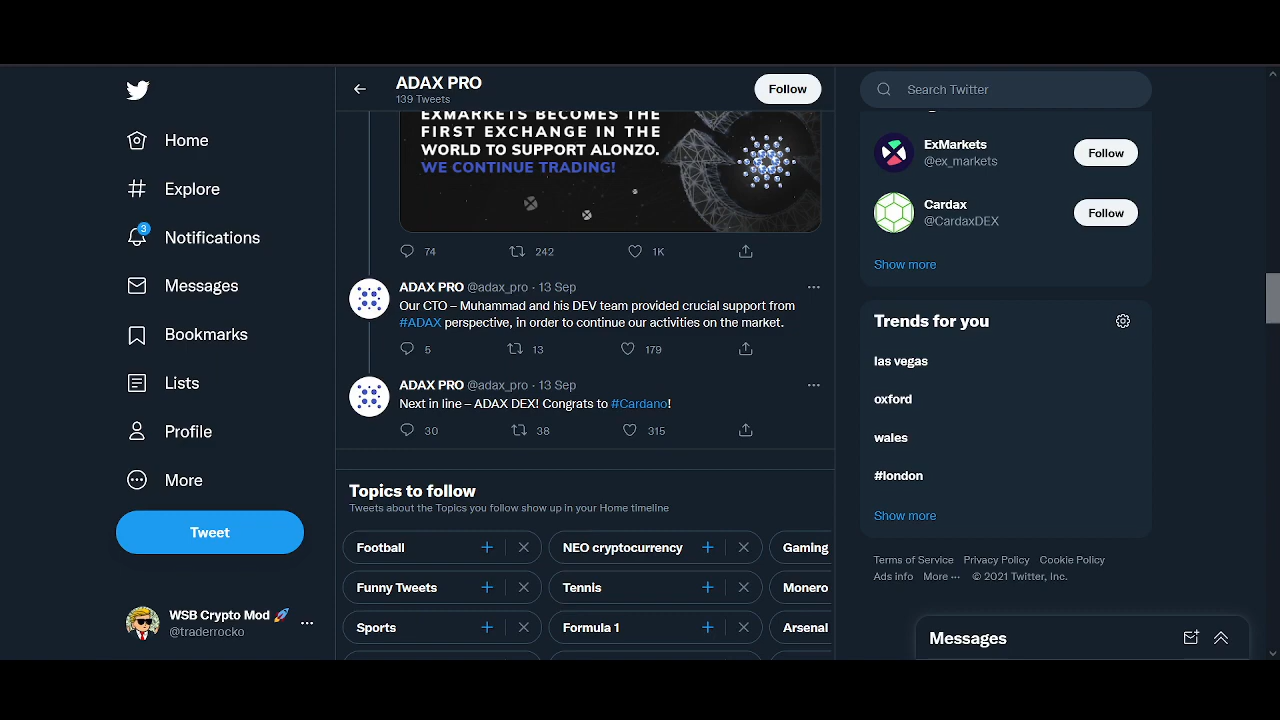 Home
Explore
3
Notifications
Messages
Bookmarks
Lists
Profile
More
Tweet
WSB Crypto Mod 🚀
@traderrocko
ADAX PRO
139 Tweets
Follow
EXMARKETS BECOMES THE
FIRST EXCHANGE IN THE
WORLD TO SUPPORT ALONZO.
WE CONTINUE TRADING!
74 242 1K
ADAX PRO @adax_pro · 13 Sep
Our CTO – Muhammad and his DEV team provided crucial support from
#ADAX perspective, in order to continue our activities on the market.
5 13 179
ADAX PRO @adax_pro · 13 Sep
Next in line – ADAX DEX! Congrats to #Cardano!
30 38 315
Topics to follow
Tweets about the Topics you follow show up in your Home timeline
Football NEO cryptocurrency Gaming
Funny Tweets Tennis Monero
Sports Formula 1 Arsenal
Search Twitter
ExMarkets
@ex_markets
Follow
Cardax
@CardaxDEX
Follow
Show more
Trends for you
las vegas
oxford
wales
#london
Show more
Terms of Service Privacy Policy Cookie Policy
Ads info More ··· © 2021 Twitter, Inc.
Messages